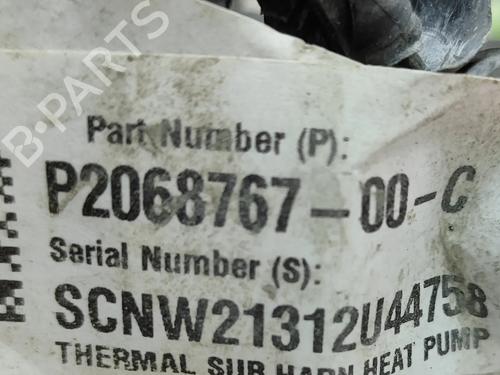 B-PARTS
Part Number (P):
P2068767-00-C
Serial Number (S):
SCNW21312U44758
THERMAL SUB HARN HEAT PUMP